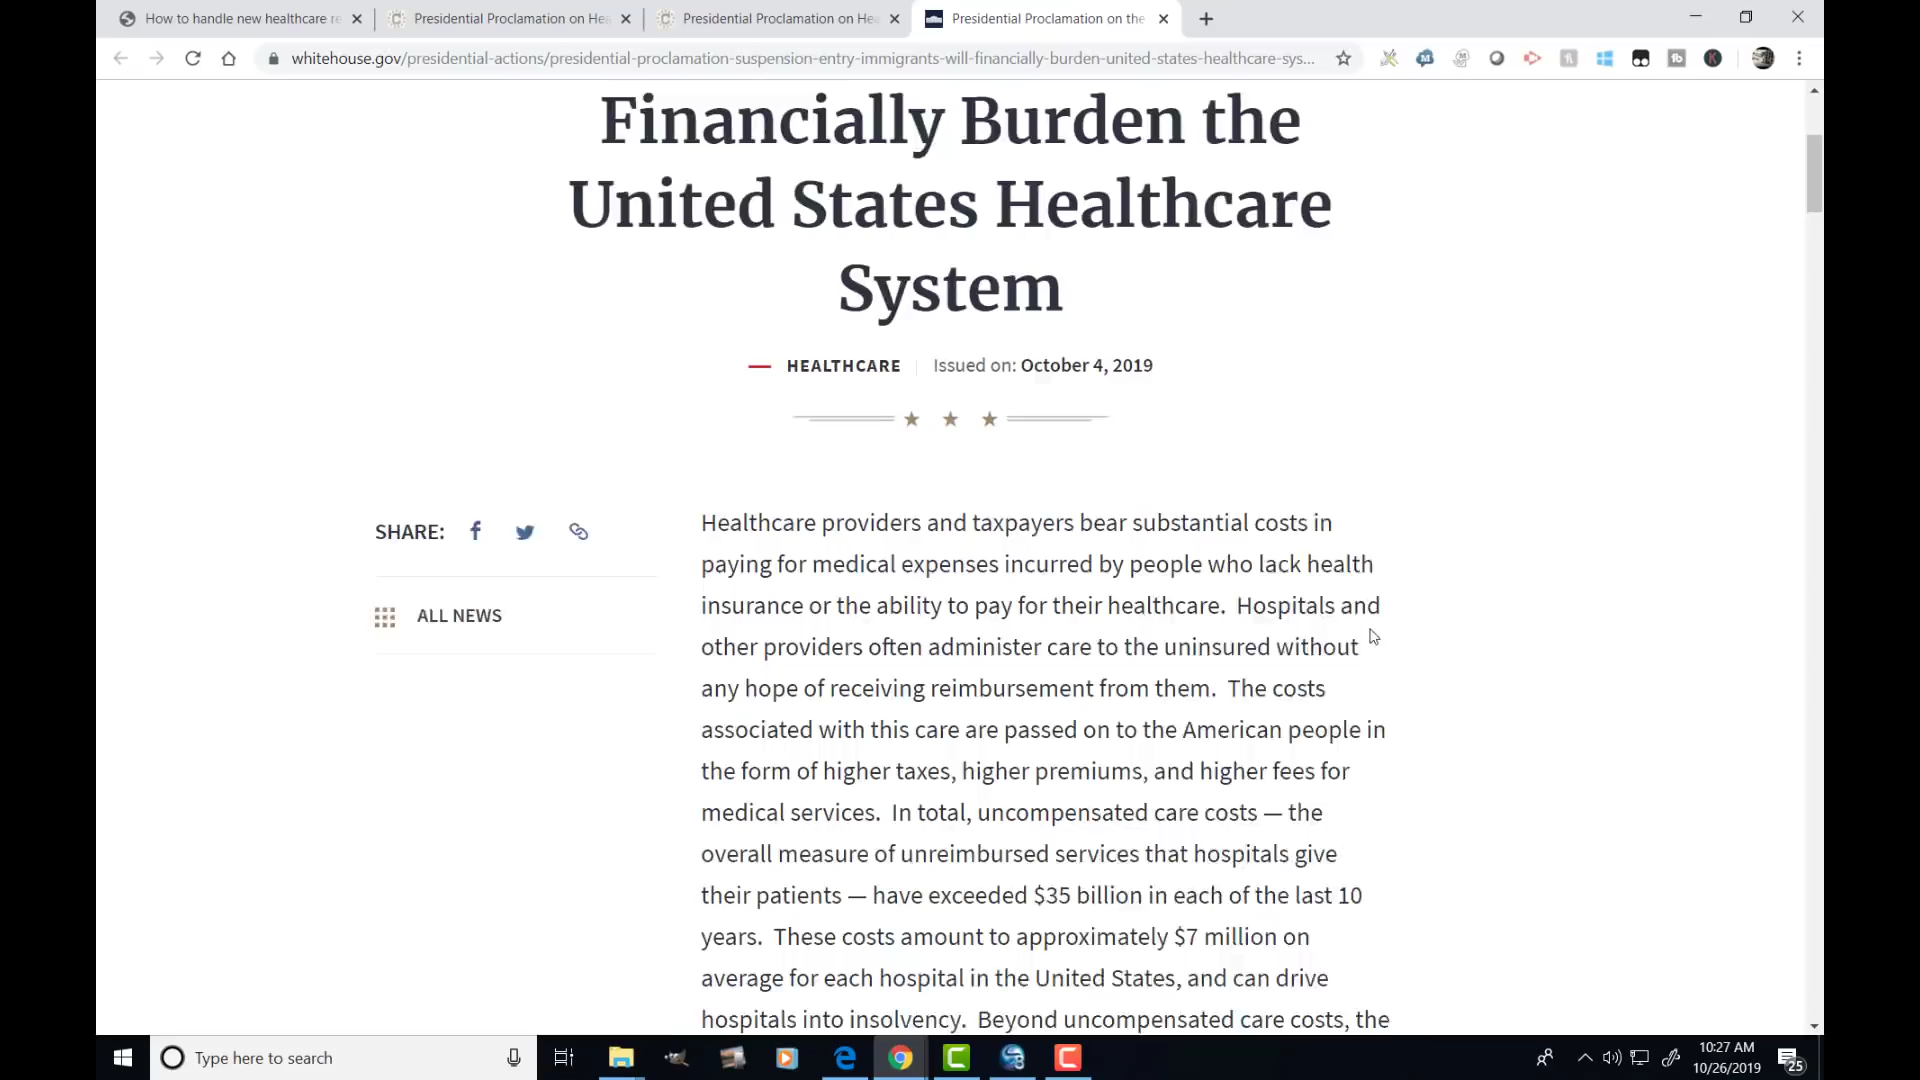 How to handle new healthcare re
Presidential Proclamation on Hea
Presidential Proclamation on Hea
Presidential Proclamation on the
whitehouse.gov/presidential-actions/presidential-proclamation-suspension-entry-immigrants-will-financially-burden-united-states-healthcare-sys...
Financially Burden the
United States Healthcare
System
HEALTHCARE
Issued on: October 4, 2019
SHARE:
ALL NEWS
Healthcare providers and taxpayers bear substantial costs in
paying for medical expenses incurred by people who lack health
insurance or the ability to pay for their healthcare.  Hospitals and
other providers often administer care to the uninsured without
any hope of receiving reimbursement from them.  The costs
associated with this care are passed on to the American people in
the form of higher taxes, higher premiums, and higher fees for
medical services.  In total, uncompensated care costs — the
overall measure of unreimbursed services that hospitals give
their patients — have exceeded $35 billion in each of the last 10
years.  These costs amount to approximately $7 million on
average for each hospital in the United States, and can drive
hospitals into insolvency.  Beyond uncompensated care costs, the
Type here to search
10:27 AM
10/26/2019
25